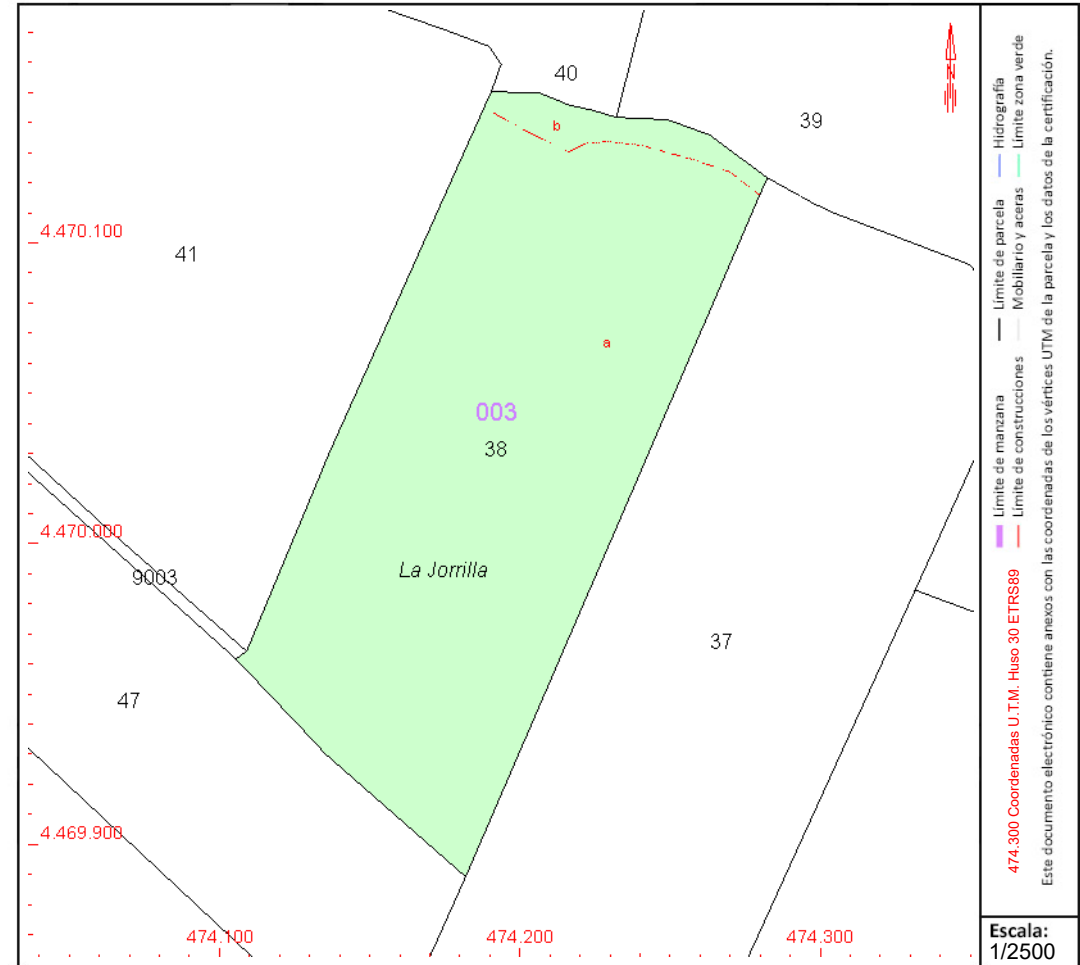 40
39
N
b
4.470.100
41
a
003
38
4.470.000
9003
La Jorrilla
37
47
4.469.900
474.100
474.200
474.300
Límite de manzana
Límite de parcela
Hidrografía
Límite de construcciones
Mobiliario y aceras
Límite zona verde
474.300 Coordenadas U.T.M. Huso 30 ETRS89
Este documento electrónico contiene anexos con las coordenadas de los vértices UTM de la parcela y los datos de la certificación.
Escala:
1/2500